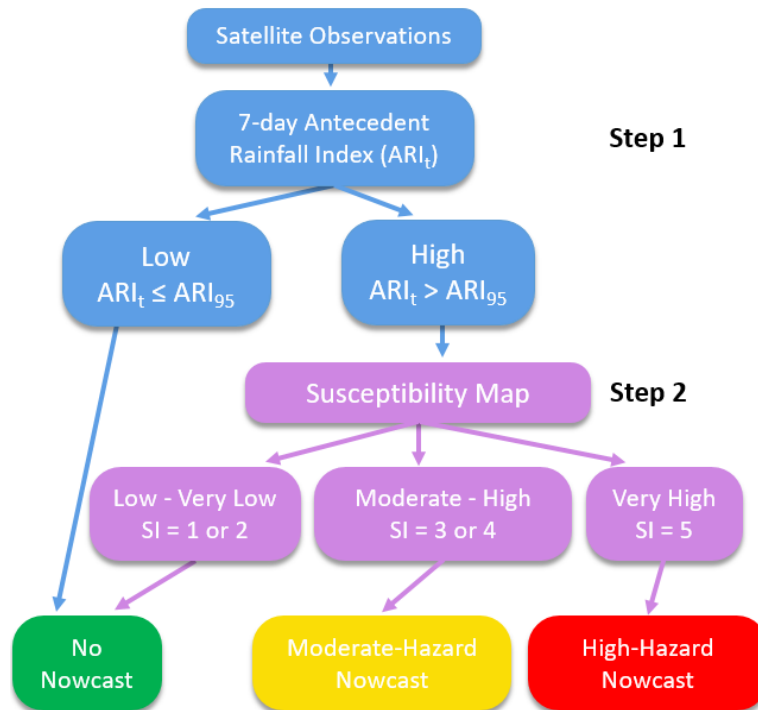 Satellite Observations
7-day Antecedent
Rainfall Index (ARIₜ)
Step 1
Low
ARIₜ ≤ ARI₉₅
High
ARIₜ > ARI₉₅
Susceptibility Map
Step 2
Low - Very Low
SI = 1 or 2
Moderate - High
SI = 3 or 4
Very High
SI = 5
No
Nowcast
Moderate-Hazard
Nowcast
High-Hazard
Nowcast